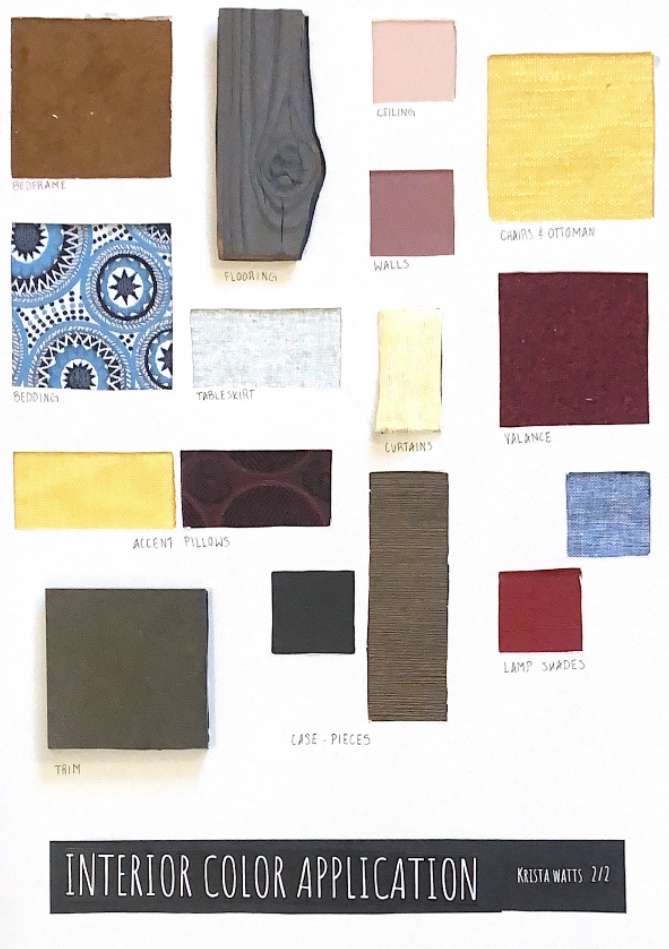 BEDFRAME
FLOORING
CEILING
CHAIRS & OTTOMAN
WALLS
BEDDING
TABLESKIRT
CURTAINS
VALANCE
ACCENT PILLOWS
LAMP SHADES
CASE-PIECES
TRIM
INTERIOR COLOR APPLICATION
KRISTA WATTS 2/2